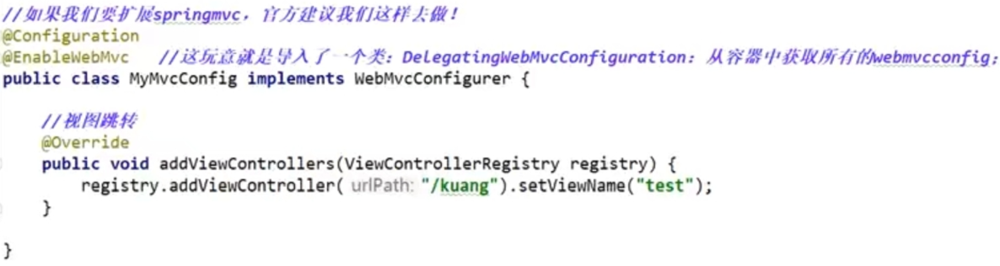 //如果我们要扩展springmvc，官方建议我们这样去做！
@Configuration
@EnableWebMvc   //这玩意就是导入了一个类：DelegatingWebMvcConfiguration：从容器中获取所有的webmvcconfig；
public class MyMvcConfig implements WebMvcConfigurer {
    //视图跳转
    @Override
    public void addViewControllers(ViewControllerRegistry registry) {
        registry.addViewController( urlPath: "/kuang").setViewName("test");
    }
}